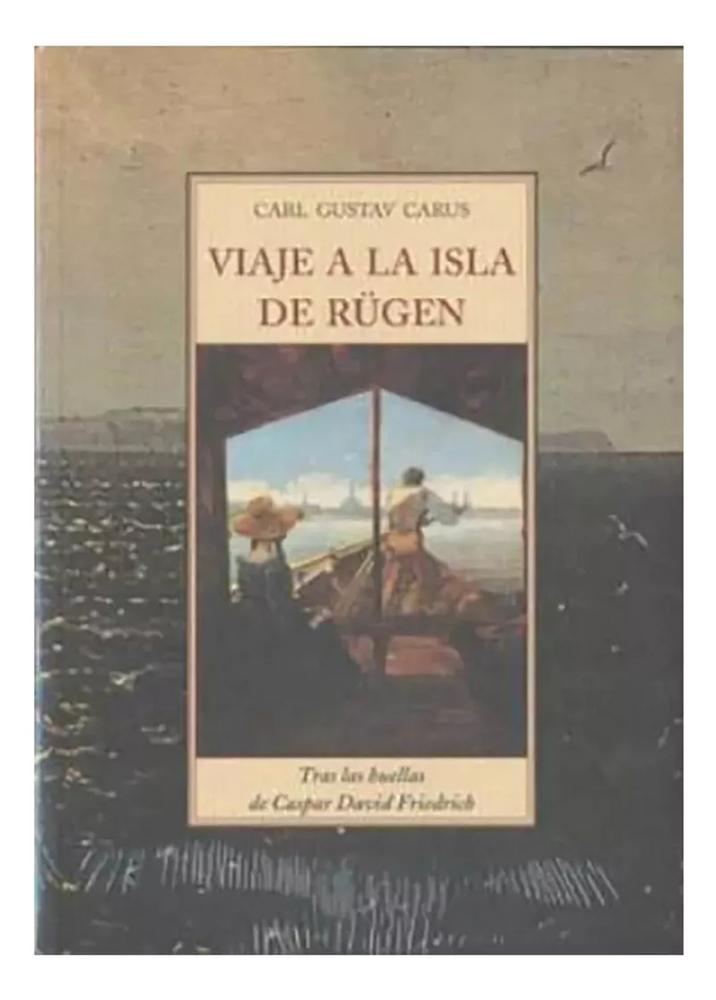 CARL GUSTAV CARUS
VIAJE A LA ISLA
DE RÜGEN
Tras las huellas
de Caspar David Friedrich